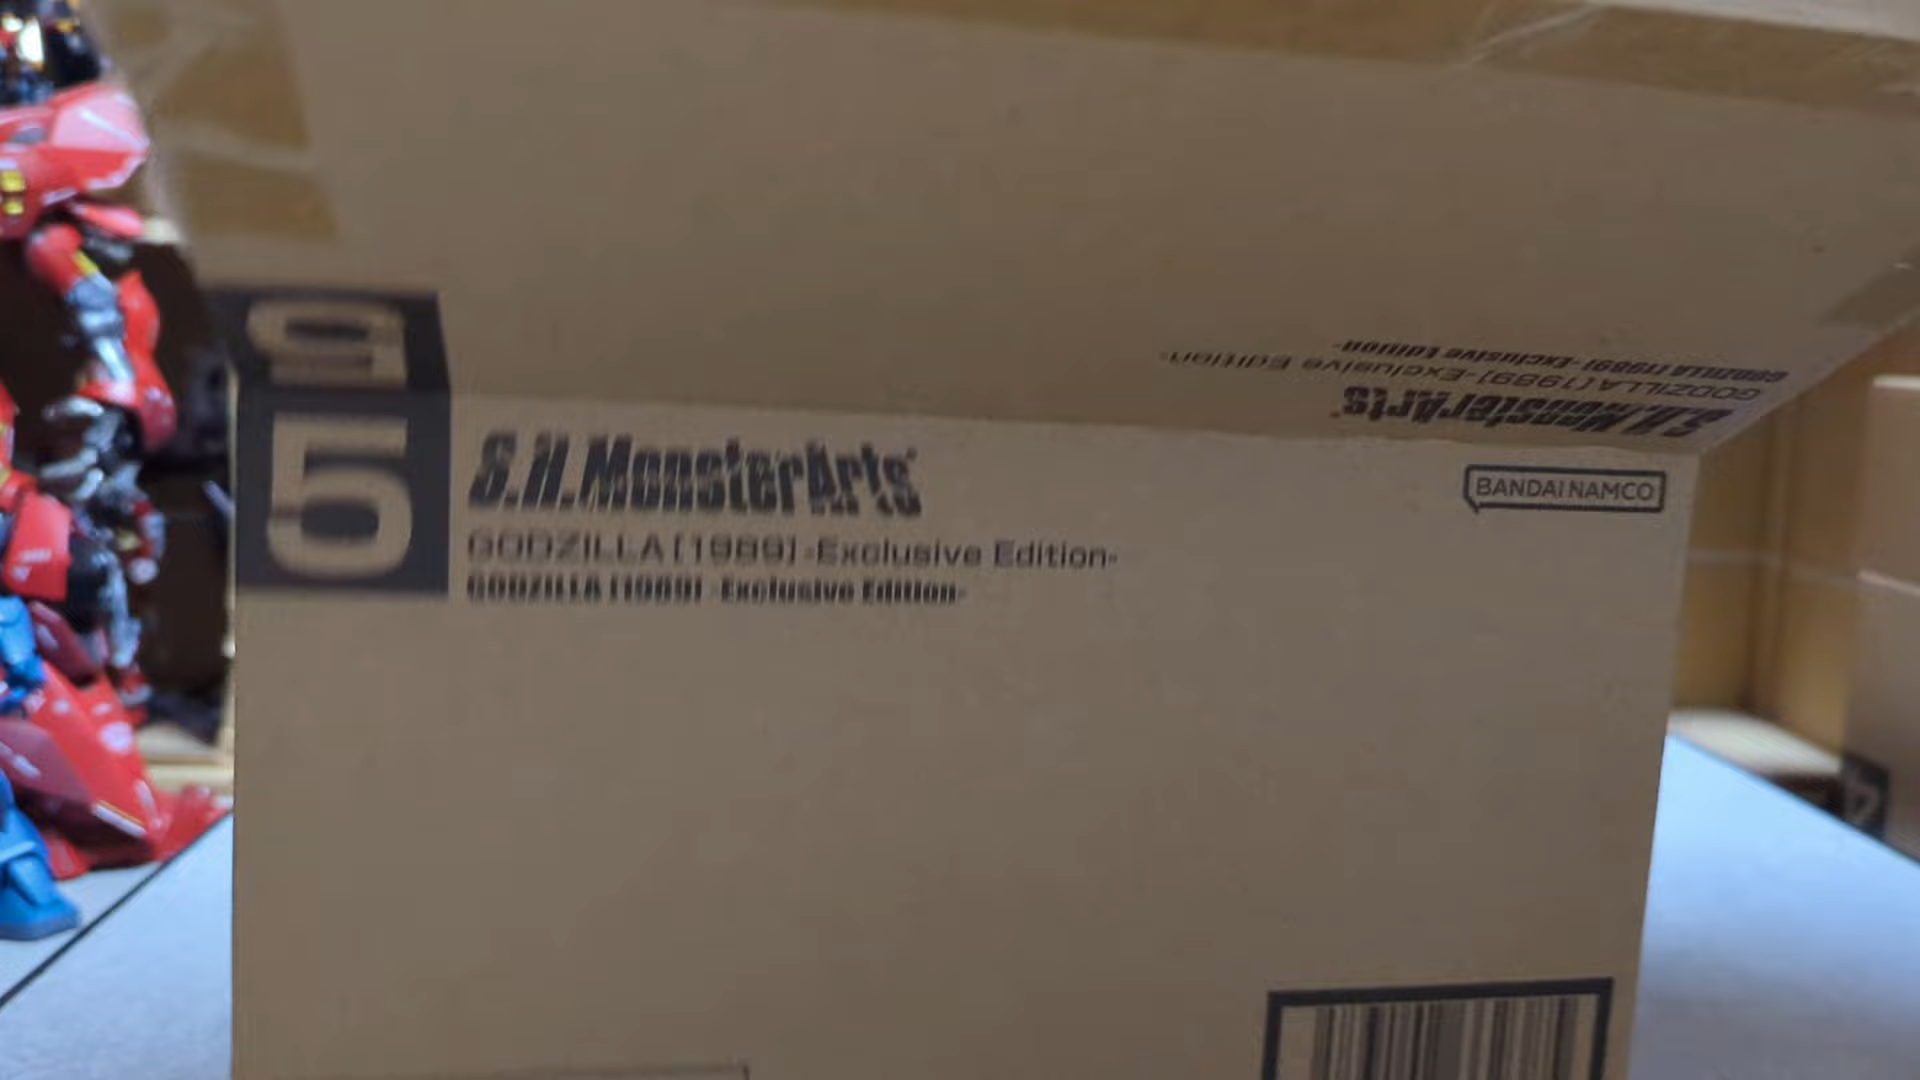 S.H.MonsterArts
GODZILLA [1989] -Exclusive Edition-
GODZILLA [1989] -Exclusive Edition-
S.H.MonsterArts
BANDAI NAMCO
5
5
GODZILLA [1989] -Exclusive Edition-
GODZILLA [1989] -Exclusive Edition-